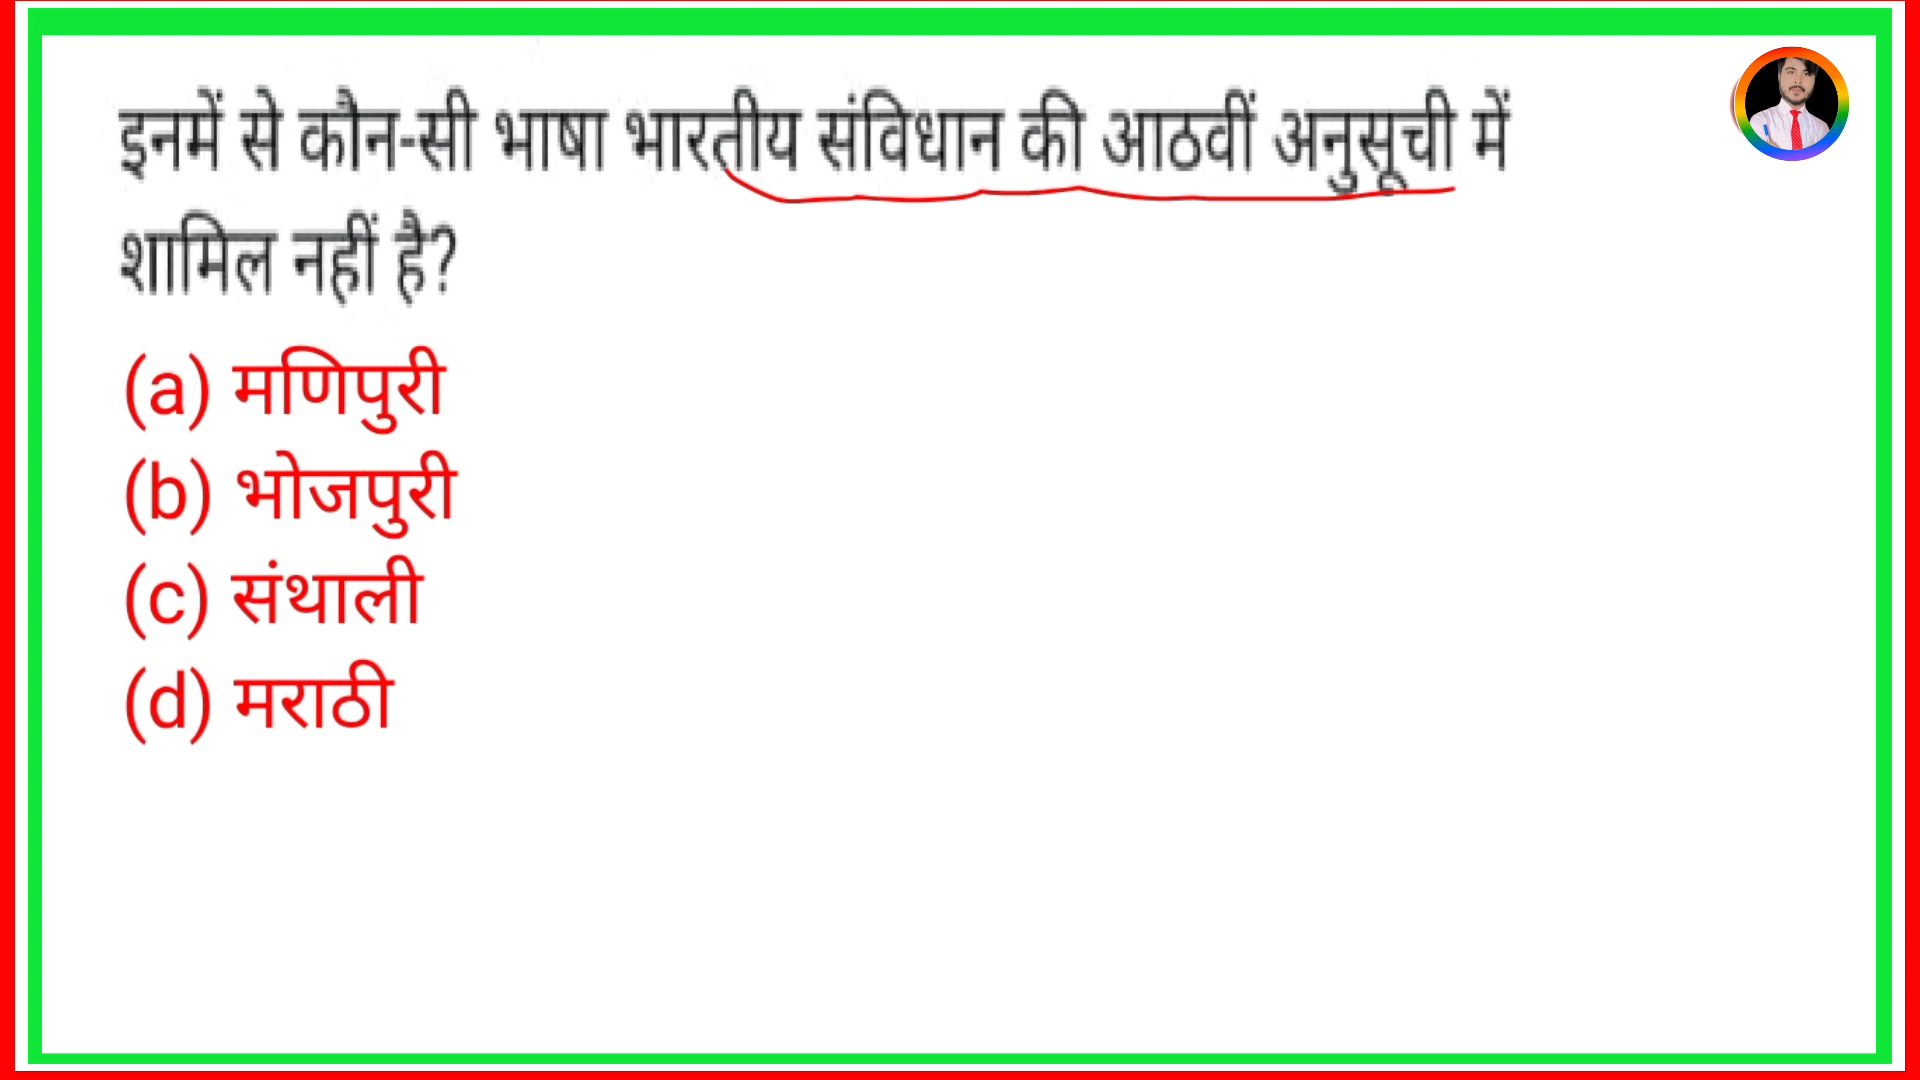 इनमें से कौन-सी भाषा भारतीय संविधान की आठवीं अनुसूची में
शामिल नहीं है?
(a) मणिपुरी
(b) भोजपुरी
(c) संथाली
(d) मराठी